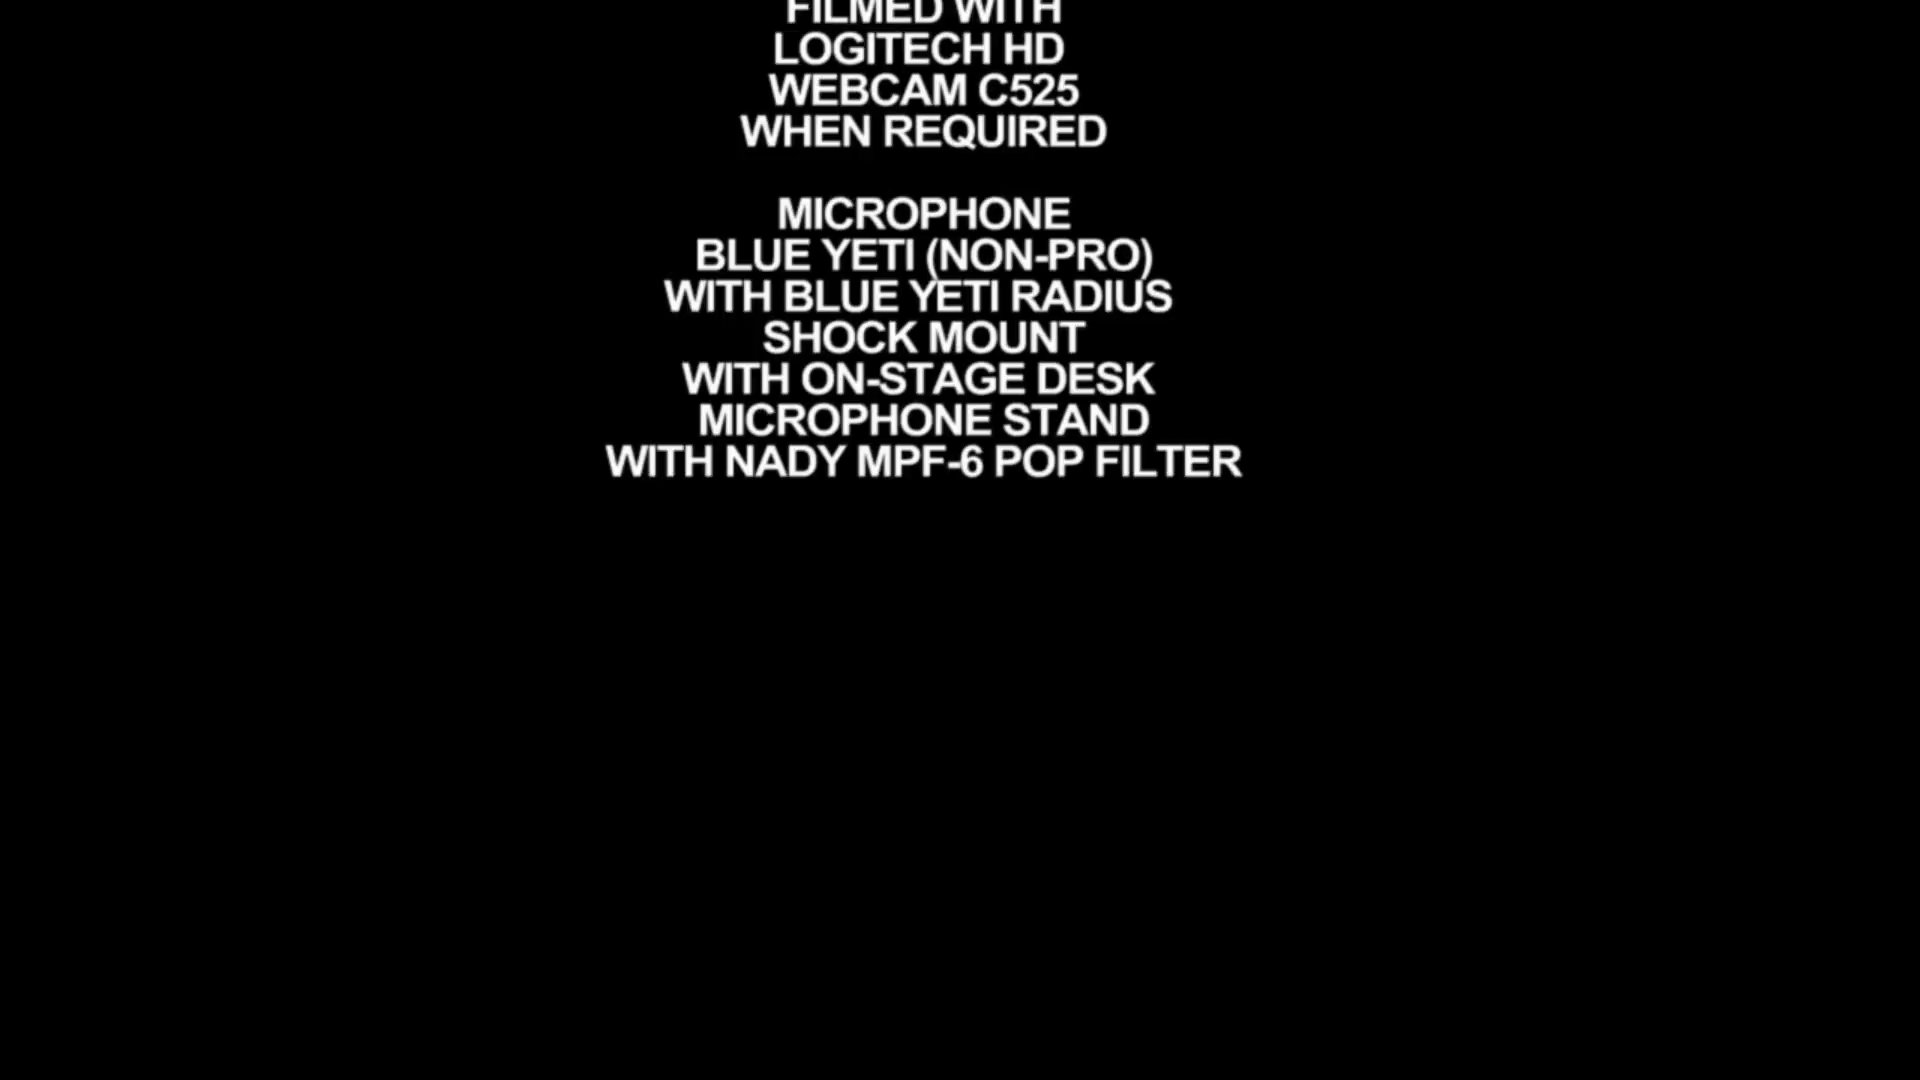 FILMED WITH
LOGITECH HD
WEBCAM C525
WHEN REQUIRED
MICROPHONE
BLUE YETI (NON-PRO)
WITH BLUE YETI RADIUS
SHOCK MOUNT
WITH ON-STAGE DESK
MICROPHONE STAND
WITH NADY MPF-6 POP FILTER